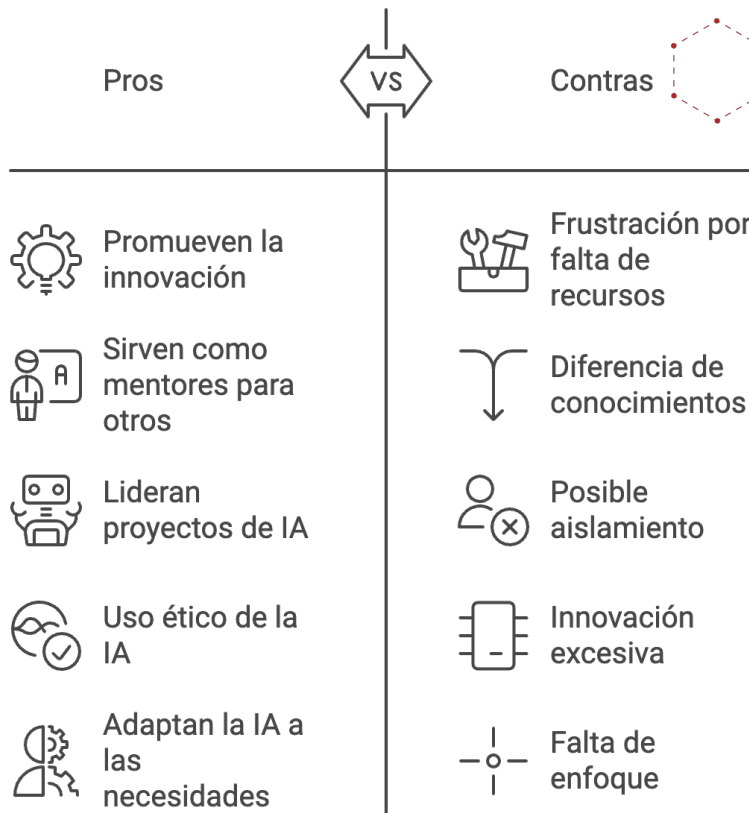 Pros
VS
Contras
Promueven la
innovación
Sirven como
mentores para
otros
A
Lideran
proyectos de IA
Uso ético de la
IA
Adaptan la IA a
las
necesidades
Frustración por
falta de
recursos
Diferencia de
conocimientos
Posible
aislamiento
Innovación
excesiva
Falta de
enfoque